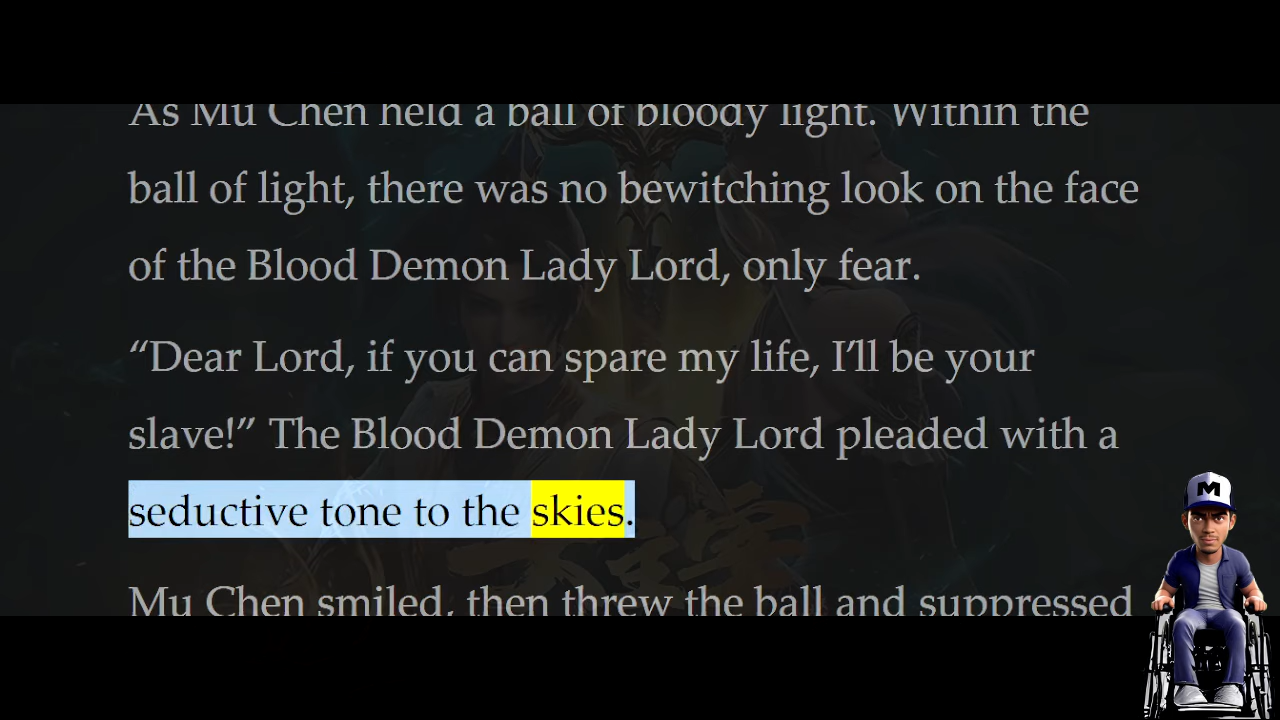 As Mu Chen held a ball of bloody light. Within the
ball of light, there was no bewitching look on the face
of the Blood Demon Lady Lord, only fear.
“Dear Lord, if you can spare my life, I’ll be your
slave!” The Blood Demon Lady Lord pleaded with a
seductive tone to the skies.
Mu Chen smiled, then threw the ball and suppressed
M